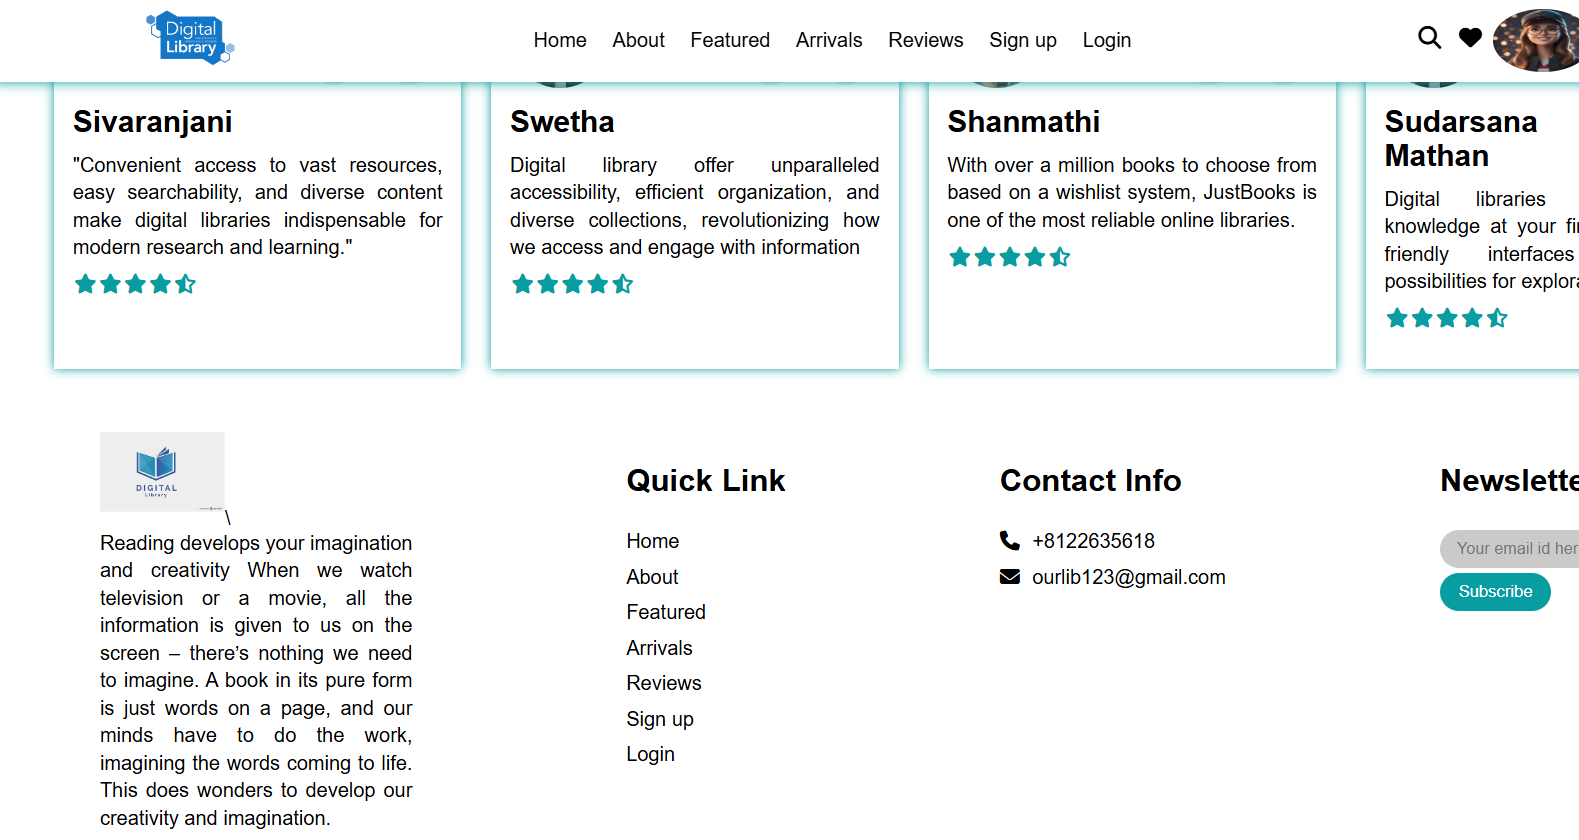 Digital
Library
Home About Featured Arrivals Reviews Sign up Login
Sivaranjani
"Convenient access to vast resources,
easy searchability, and diverse content
make digital libraries indispensable for
modern research and learning."
Swetha
Digital library offer unparalleled
accessibility, efficient organization, and
diverse collections, revolutionizing how
we access and engage with information
Shanmathi
With over a million books to choose from
based on a wishlist system, JustBooks is
one of the most reliable online libraries.
Sudarsana
Mathan
Digital libraries
knowledge at your
friendly interfaces
possibilities for
DIGITAL
Library
\
Reading develops your imagination
and creativity When we watch
television or a movie, all the
information is given to us on the
screen – there’s nothing we need
to imagine. A book in its pure form
is just words on a page, and our
minds have to do the work,
imagining the words coming to life.
This does wonders to develop our
creativity and imagination.
Quick Link
Home
About
Featured
Arrivals
Reviews
Sign up
Login
Contact Info
+8122635618
ourlib123@gmail.com
Newslette
Your email id her
Subscribe